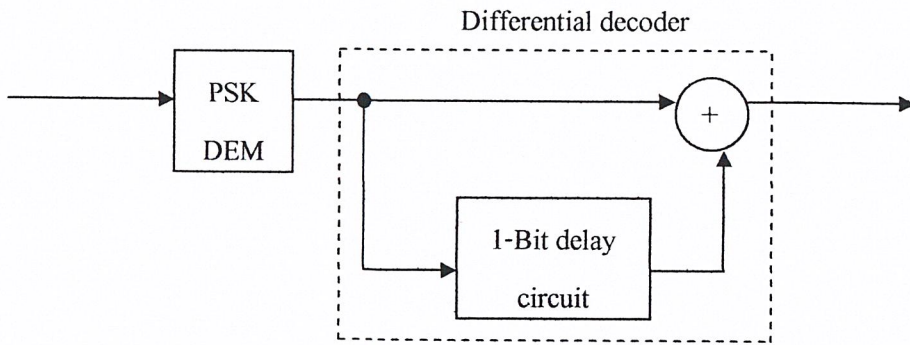 Differential decoder
PSK
DEM
+
1-Bit delay
circuit